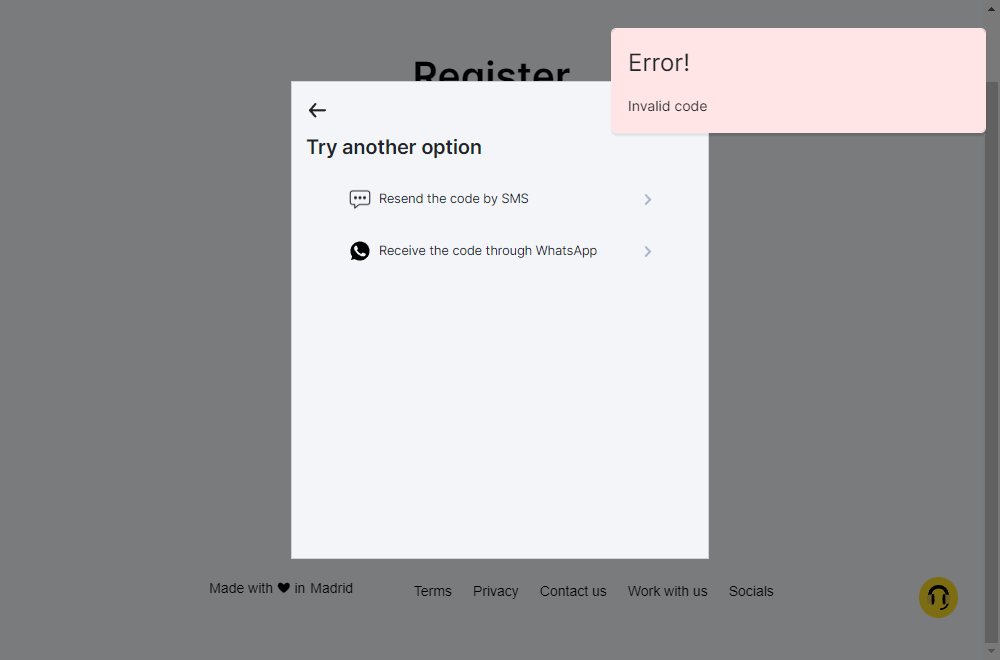 Register
Error!
Invalid code
Try another option
Resend the code by SMS
Receive the code through WhatsApp
Made with in Madrid
Terms Privacy Contact us Work with us Socials